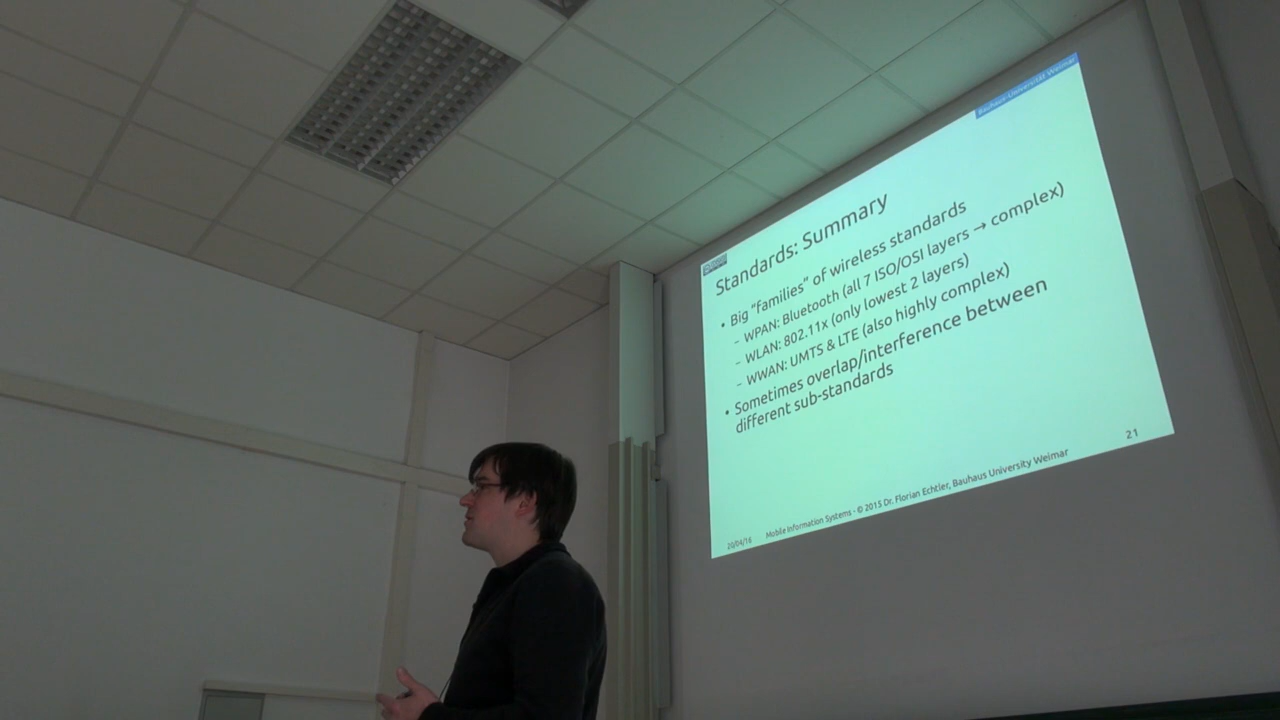 Bauhaus-Universität Weimar
Standards: Summary
• Big “families” of wireless standards
– WPAN: Bluetooth (all 7 ISO/OSI layers → complex)
– WLAN: 802.11x (only lowest 2 layers)
– WWAN: UMTS & LTE (also highly complex)
• Sometimes overlap/interference between
different sub-standards
21
20/04/16 Mobile Information Systems - © 2015 Dr. Florian Echtler, Bauhaus University Weimar